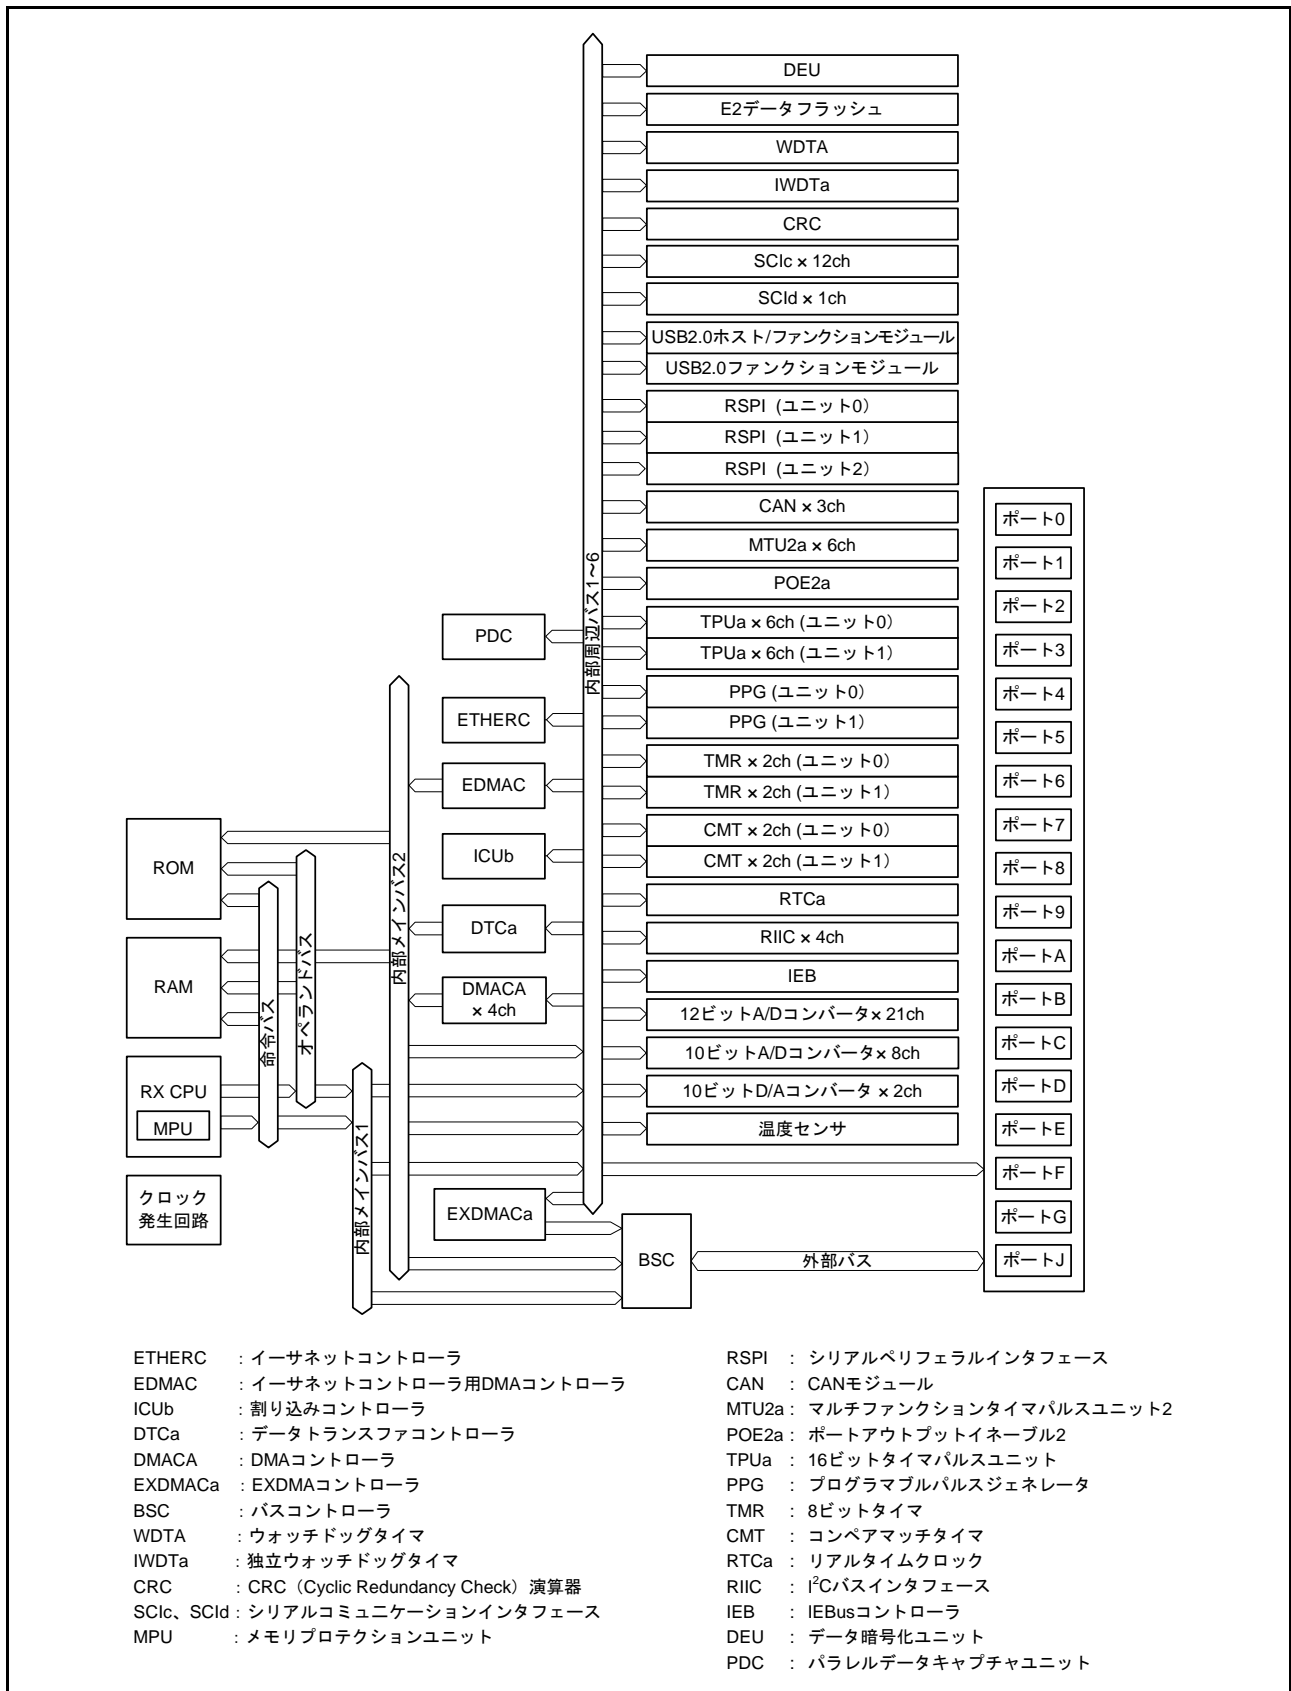 DEU
E2データフラッシュ
WDTA
IWDTa
CRC
SCIc × 12ch
SCId × 1ch
USB2.0ホスト/ファンクションモジュール
USB2.0ファンクションモジュール
RSPI (ユニット0)
RSPI (ユニット1)
RSPI (ユニット2)
CAN × 3ch
MTU2a × 6ch
POE2a
TPUa × 6ch (ユニット0)
TPUa × 6ch (ユニット1)
PPG (ユニット0)
PPG (ユニット1)
TMR × 2ch (ユニット0)
TMR × 2ch (ユニット1)
CMT × 2ch (ユニット0)
CMT × 2ch (ユニット1)
RTCa
RIIC × 4ch
IEB
12ビットA/Dコンバータ× 21ch
10ビットA/Dコンバータ× 8ch
10ビットD/Aコンバータ × 2ch
温度センサ
内部周辺バス1~6
PDC
ETHERC
EDMAC
ICUb
DTCa
DMACA
× 4ch
EXDMACa
BSC
外部バス
内部メインバス2
内部メインバス1
オペランドバス
命令バス
ROM
RAM
RX CPU
MPU
クロック
発生回路
ポート0
ポート1
ポート2
ポート3
ポート4
ポート5
ポート6
ポート7
ポート8
ポート9
ポートA
ポートB
ポートC
ポートD
ポートE
ポートF
ポートG
ポートJ
ETHERC : イーサネットコントローラ
EDMAC : イーサネットコントローラ用DMAコントローラ
ICUb : 割り込みコントローラ
DTCa : データトランスファコントローラ
DMACA : DMAコントローラ
EXDMACa : EXDMAコントローラ
BSC : バスコントローラ
WDTA : ウォッチドッグタイマ
IWDTa : 独立ウォッチドッグタイマ
CRC : CRC（Cyclic Redundancy Check）演算器
SCIc、SCId : シリアルコミュニケーションインタフェース
MPU : メモリプロテクションユニット
RSPI : シリアルペリフェラルインタフェース
CAN : CANモジュール
MTU2a : マルチファンクションタイマパルスユニット2
POE2a : ポートアウトプットイネーブル2
TPUa : 16ビットタイマパルスユニット
PPG : プログラマブルパルスジェネレータ
TMR : 8ビットタイマ
CMT : コンペアマッチタイマ
RTCa : リアルタイムクロック
RIIC : I²Cバスインタフェース
IEB : IEBusコントローラ
DEU : データ暗号化ユニット
PDC : パラレルデータキャプチャユニット